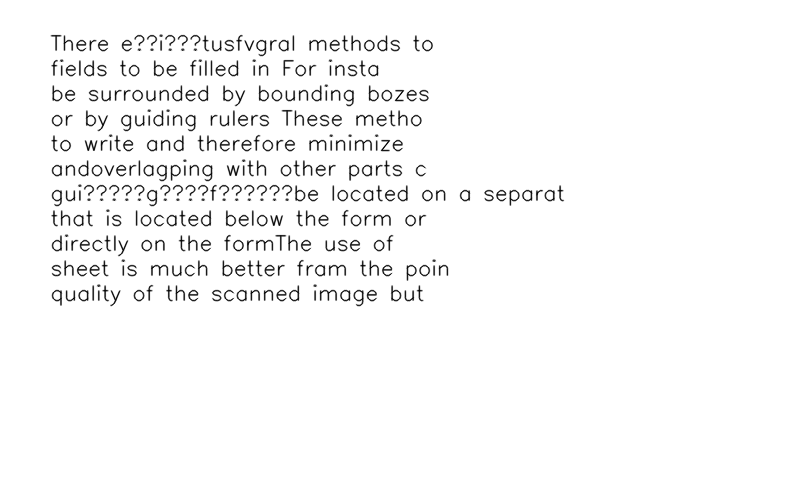 There e??i???tusfvgral methods to
fields to be filled in For insta
be surrounded by bounding bozes
or by guiding rulers These metho
to write and therefore minimize
andoverlagping with other parts c
gui?????g????f??????be located on a separat
that is located below the form or
directly on the formThe use of
sheet is much better fram the poin
quality of the scanned image but